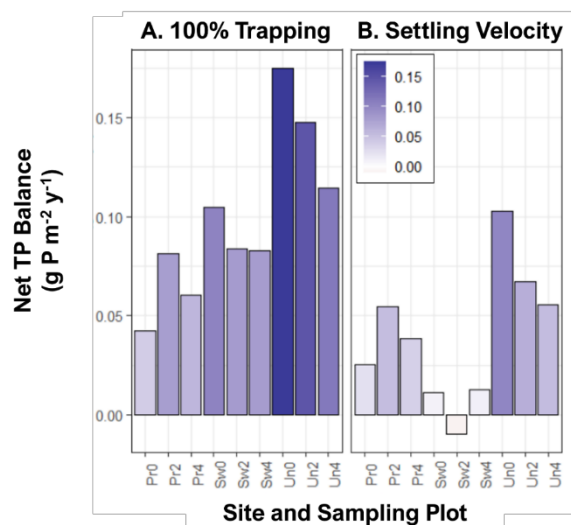 A. 100% Trapping
B. Settling Velocity
Net TP Balance
(g P m⁻² y⁻¹)
0.15
0.10
0.05
0.00
0.15
0.10
0.05
0.00
Pr0 Pr2 Pr4 Sw0 Sw2 Sw4 Un0 Un2 Un4
Pr0 Pr2 Pr4 Sw0 Sw2 Sw4 Un0 Un2 Un4
Site and Sampling Plot